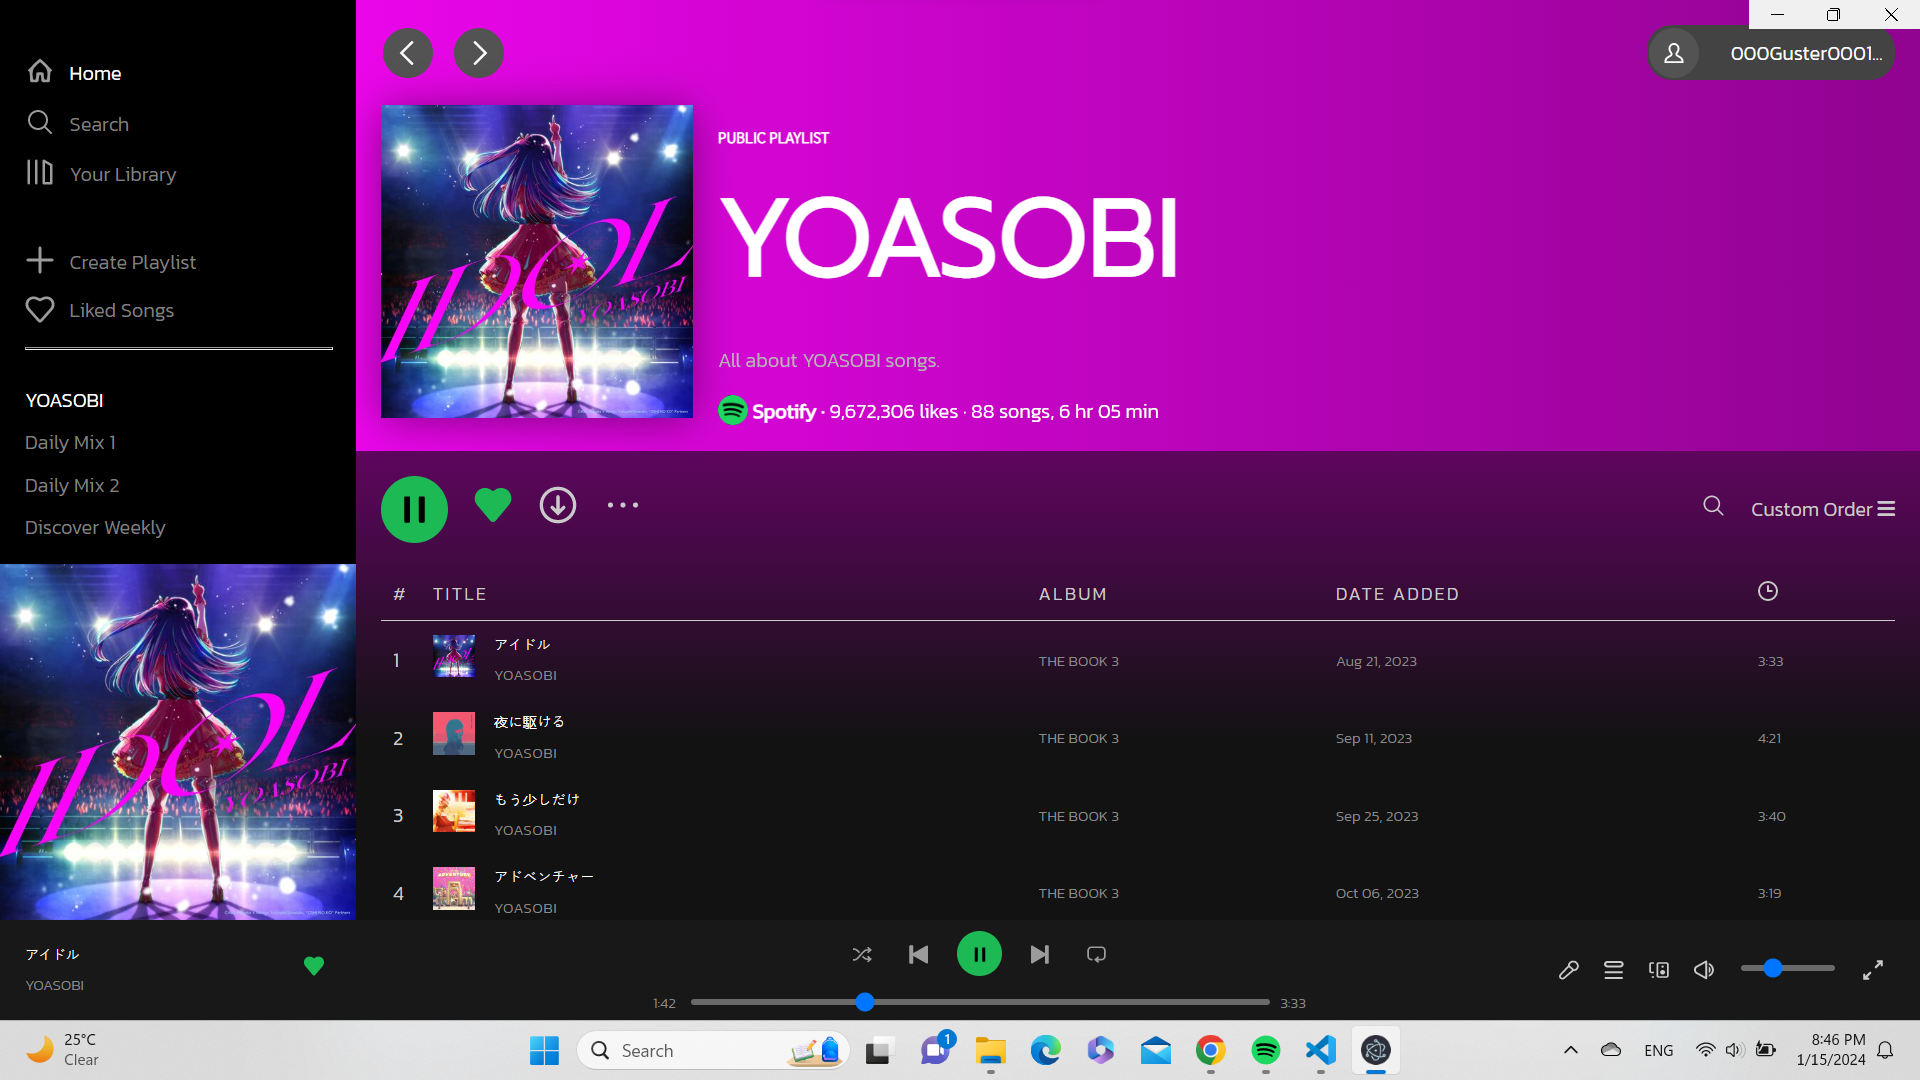 Home
Search
Your Library
Create Playlist
Liked Songs
YOASOBI
Daily Mix 1
Daily Mix 2
Discover Weekly
IDOL
YOASOBI
アイドル
YOASOBI
000Guster0001...
IDOL
YOASOBI
PUBLIC PLAYLIST
YOASOBI
All about YOASOBI songs.
Spotify · 9,672,306 likes · 88 songs, 6 hr 05 min
Custom Order
# TITLE ALBUM DATE ADDED
1 アイドル YOASOBI THE BOOK 3 Aug 21, 2023 3:33
2 夜に駆ける YOASOBI THE BOOK 3 Sep 11, 2023 4:21
3 もう少しだけ YOASOBI THE BOOK 3 Sep 25, 2023 3:40
4 アドベンチャー YOASOBI THE BOOK 3 Oct 06, 2023 3:19
1:42 3:33
25°C
Clear
Search
1
ENG
8:46 PM
1/15/2024